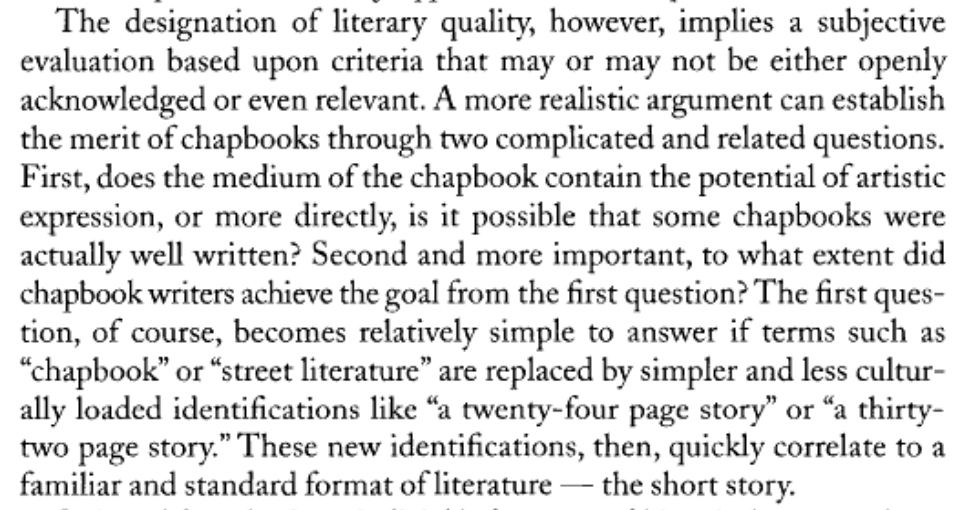 The designation of literary quality, however, implies a subjective
evaluation based upon criteria that may or may not be either openly
acknowledged or even relevant. A more realistic argument can establish
the merit of chapbooks through two complicated and related questions.
First, does the medium of the chapbook contain the potential of artistic
expression, or more directly, is it possible that some chapbooks were
actually well written? Second and more important, to what extent did
chapbook writers achieve the goal from the first question? The first ques-
tion, of course, becomes relatively simple to answer if terms such as
“chapbook” or “street literature” are replaced by simpler and less cultur-
ally loaded identifications like “a twenty-four page story” or “a thirty-
two page story.” These new identifications, then, quickly correlate to a
familiar and standard format of literature — the short story.